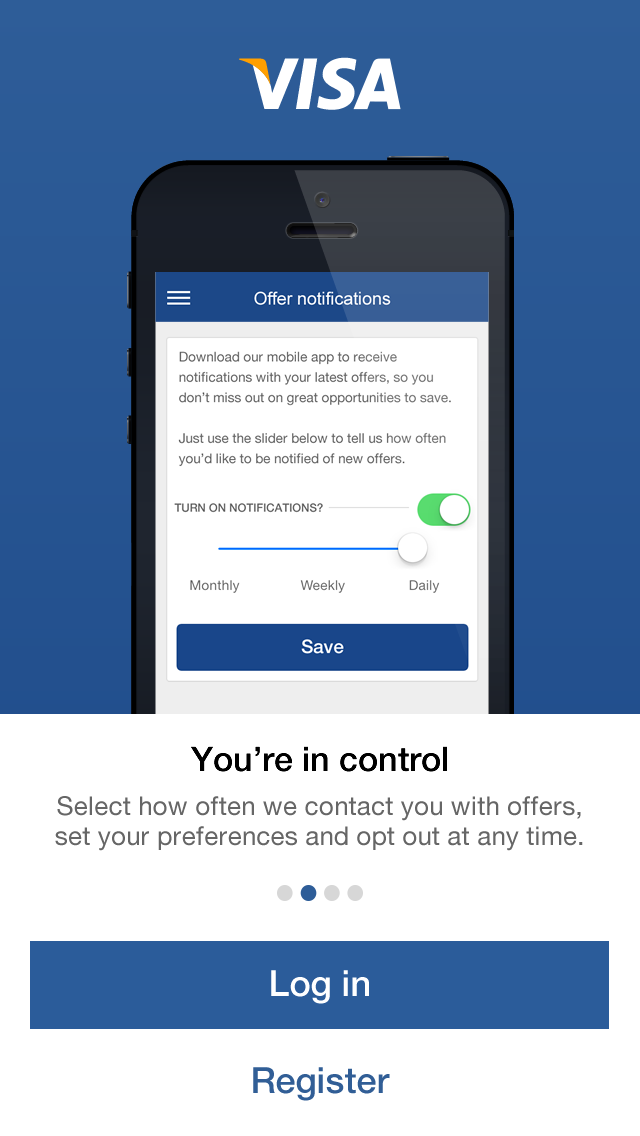 VISA
Offer notifications
Download our mobile app to receive
notifications with your latest offers, so you
don't miss out on great opportunities to save.
Just use the slider below to tell us how often
you'd like to be notified of new offers.
TURN ON NOTIFICATIONS?
Monthly Weekly Daily
Save
You’re in control
Select how often we contact you with offers,
set your preferences and opt out at any time.
Log in
Register